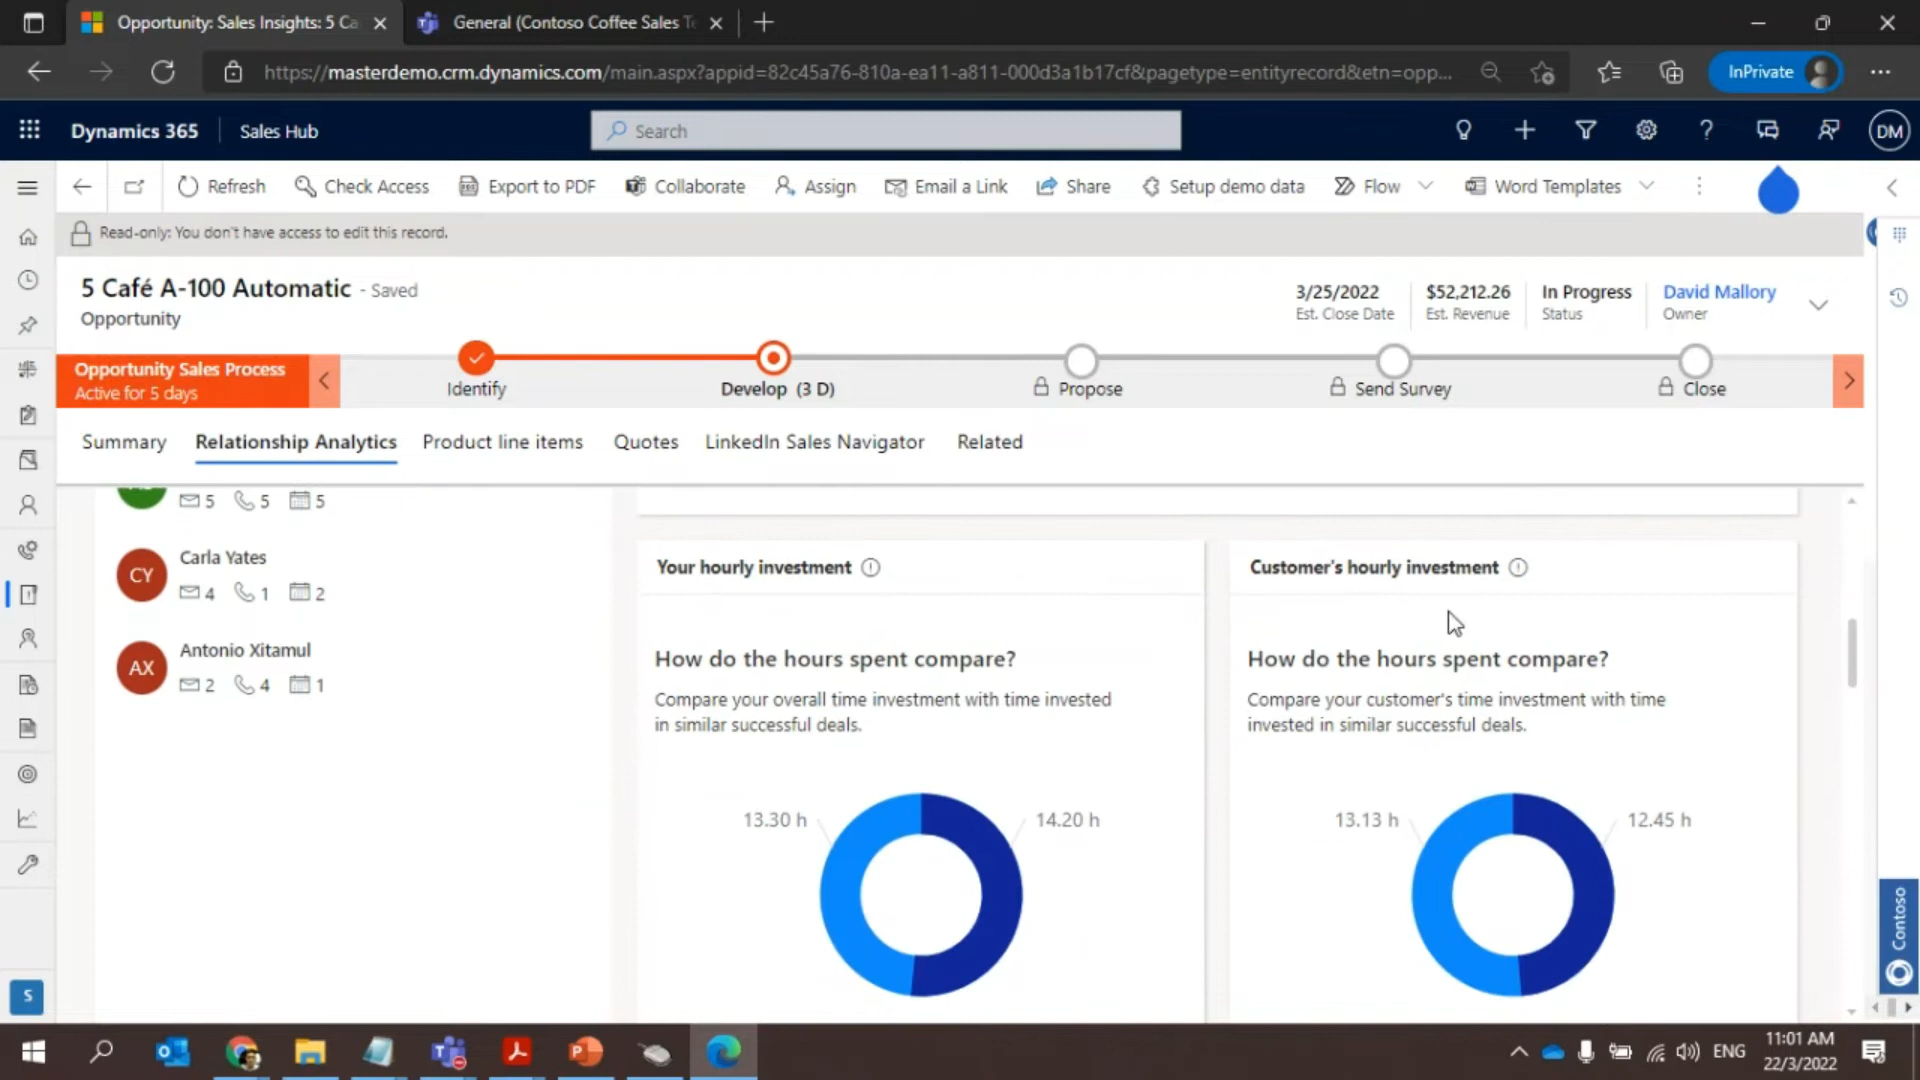 Opportunity: Sales Insights: 5 Ca
General (Contoso Coffee Sales Te
https://masterdemo.crm.dynamics.com/main.aspx?appid=82c45a76-810a-ea11-a811-000d3a1b17cf&pagetype=entityrecord&etn=opp...
InPrivate
Dynamics 365
Sales Hub
Search
DM
Refresh
Check Access
Export to PDF
Collaborate
Assign
Email a Link
Share
Setup demo data
Flow
Word Templates
Read-only: You don't have access to edit this record.
5 Café A-100 Automatic - Saved
Opportunity
3/25/2022
Est. Close Date
$52,212.26
Est. Revenue
In Progress
Status
David Mallory
Owner
Opportunity Sales Process
Active for 5 days
Identify
Develop (3 D)
Propose
Send Survey
Close
Summary
Relationship Analytics
Product line items
Quotes
LinkedIn Sales Navigator
Related
5 5 5
CY
Carla Yates
4 1 2
AX
Antonio Xitamul
2 4 1
Your hourly investment
How do the hours spent compare?
Compare your overall time investment with time invested
in similar successful deals.
13.30 h
14.20 h
Customer's hourly investment
How do the hours spent compare?
Compare your customer's time investment with time
invested in similar successful deals.
13.13 h
12.45 h
Contoso
S
ENG
11:01 AM
22/3/2022